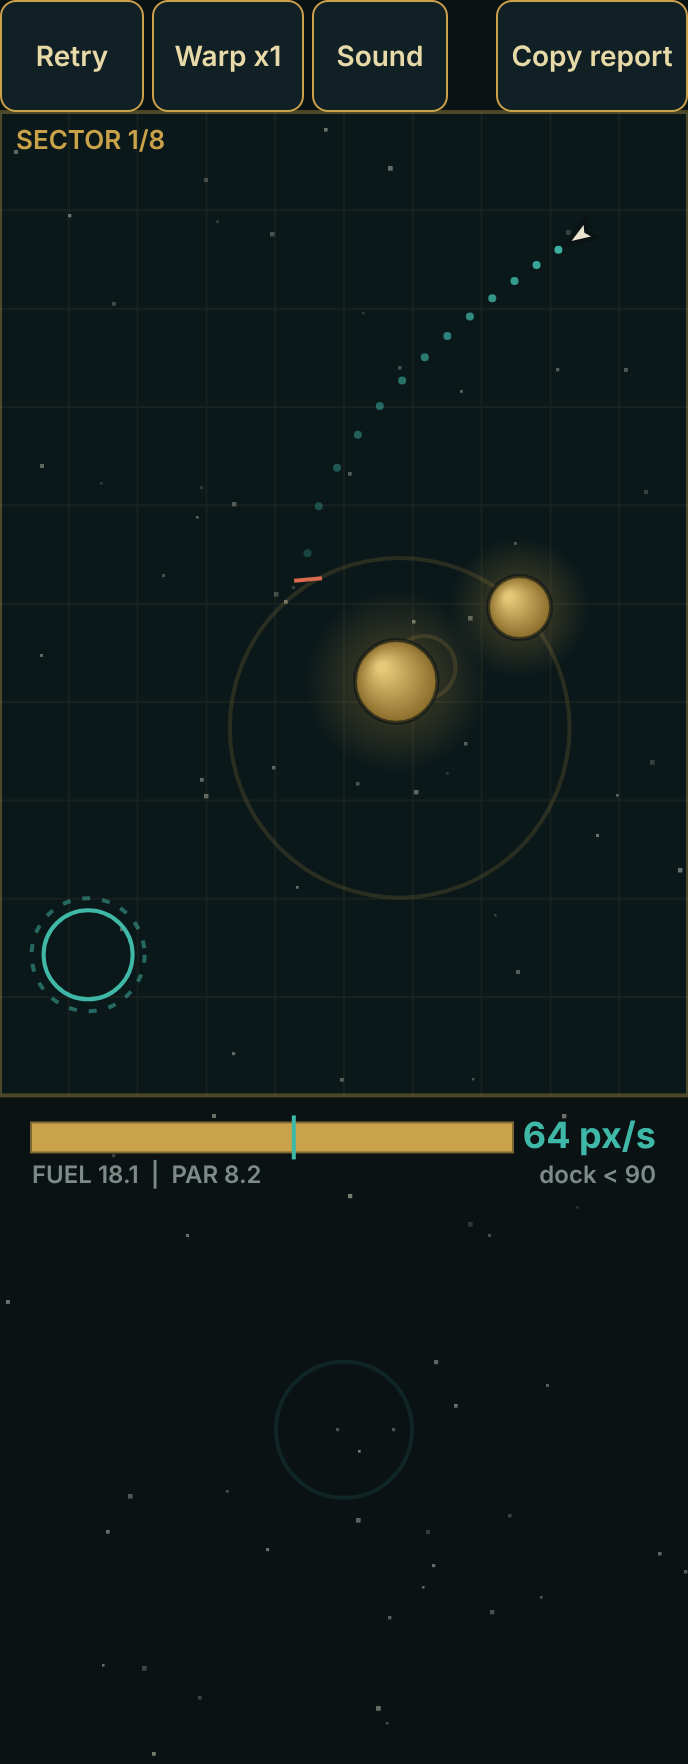 Retry
Warp x1
Sound
Copy report
SECTOR 1/8
64 px/s
FUEL 18.1 | PAR 8.2
dock < 90